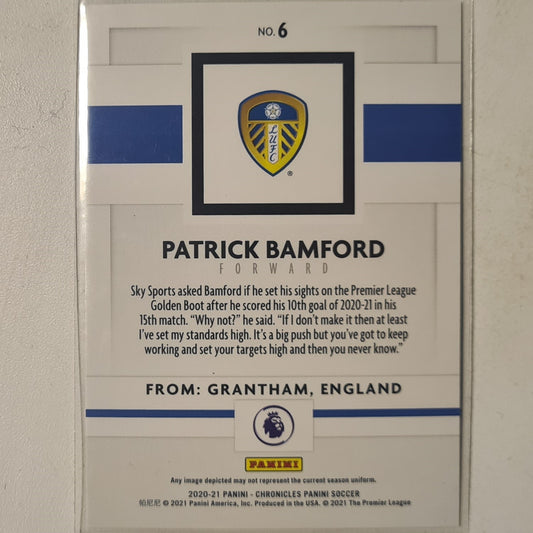 NO. 6
LUFC
®
PATRICK BAMFORD
FORWARD
Sky Sports asked Bamford if he set his sights on the Premier League
Golden Boot after he scored his 10th goal of 2020-21 in his
15th match. “Why not?” he said. “If I don't make it then at least
I've set my standards high. It's a big push but you've got to keep
working and set your targets high and then you never know.”
FROM: GRANTHAM, ENGLAND
PANINI
Any image depicted may not represent the current season uniform.
2020-21 PANINI - CHRONICLES PANINI SOCCER
帕尼尼 © 2021 Panini America, Inc. Produced in the USA. © 2021 The Premier League